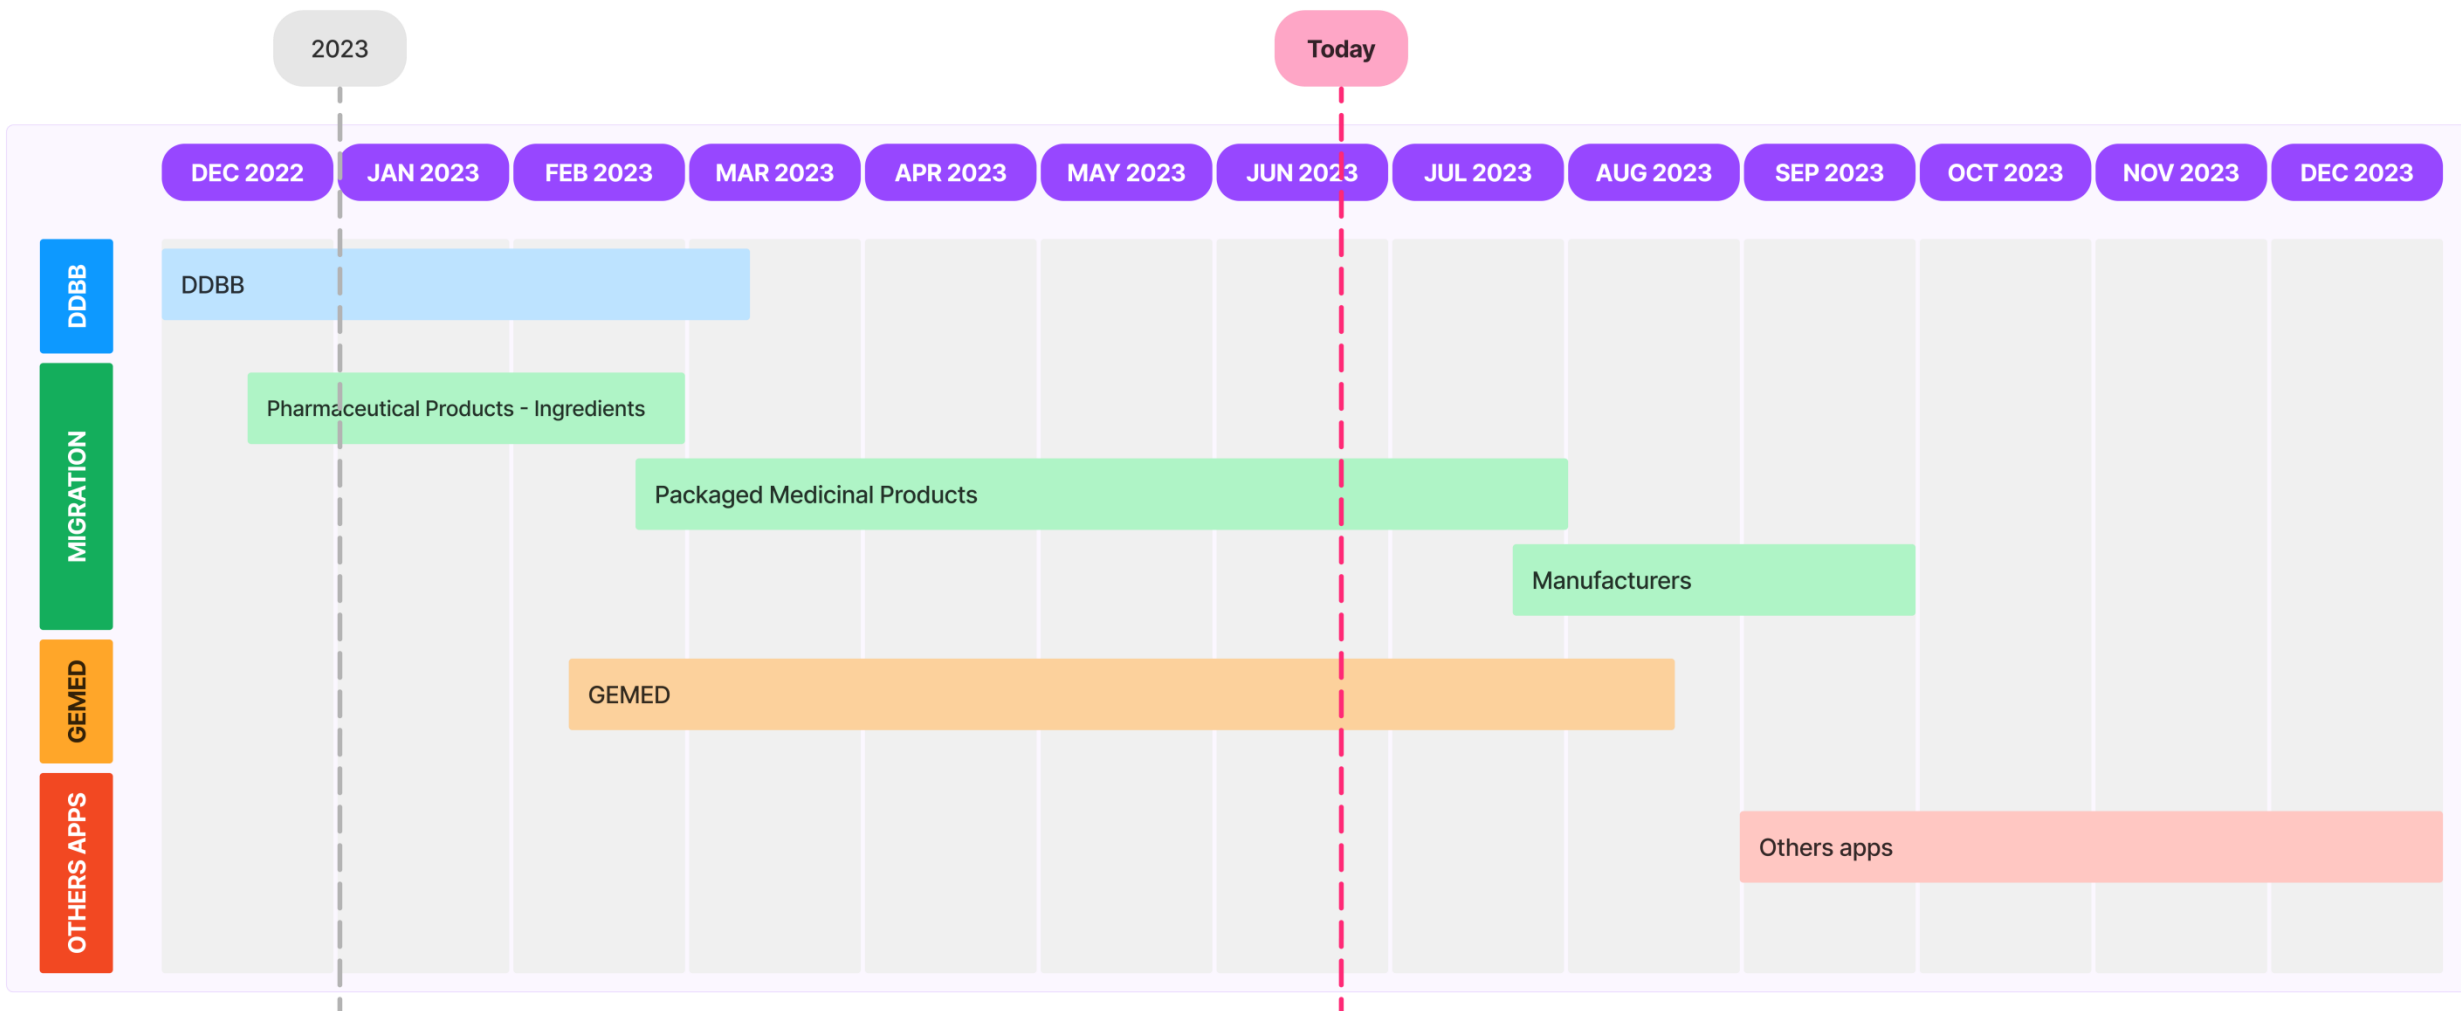 2023
Today
DEC 2022
JAN 2023
FEB 2023
MAR 2023
APR 2023
MAY 2023
JUN 2023
JUL 2023
AUG 2023
SEP 2023
OCT 2023
NOV 2023
DEC 2023
DDBB
DDBB
MIGRATION
Pharmaceutical Products - Ingredients
Packaged Medicinal Products
Manufacturers
GEMED
GEMED
OTHERS APPS
Others apps